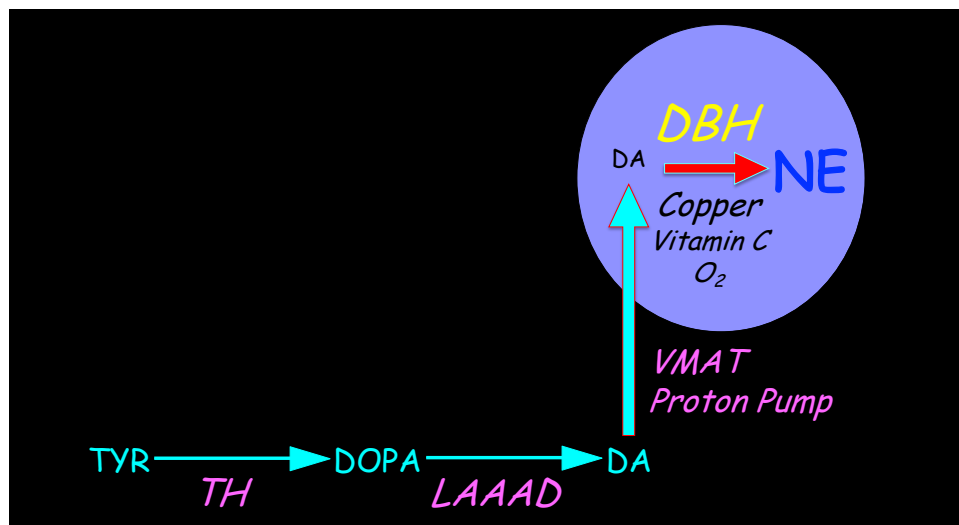 DBH
DA
NE
Copper
Vitamin C
O₂
VMAT
Proton Pump
TYR
DOPA
DA
TH
LAAAD